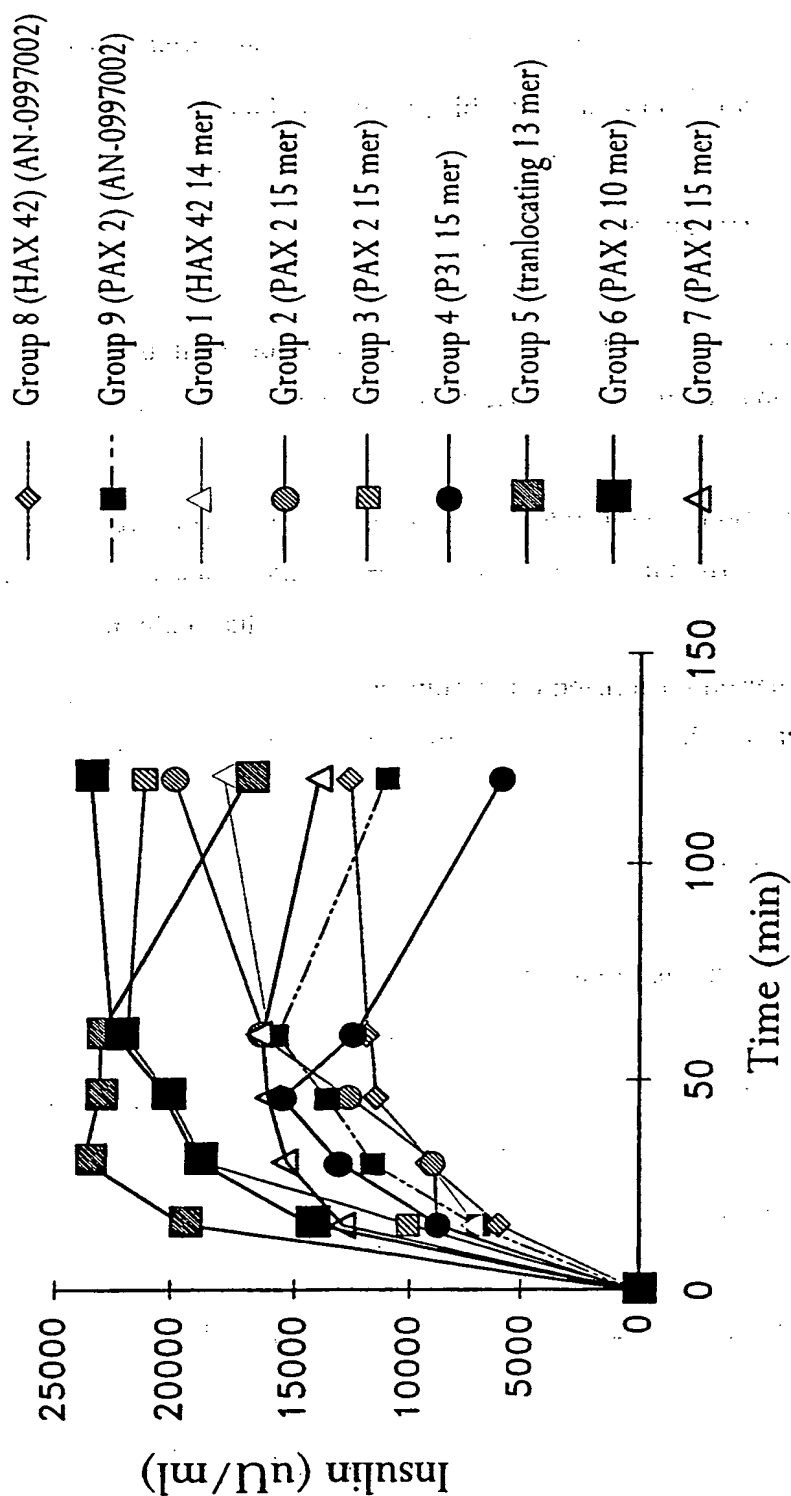 Insulin (uU/ml)
25000
20000
15000
10000
5000
0
0
50
100
150
Time (min)
Group 8 (HAX 42) (AN-0997002)
Group 9 (PAX 2) (AN-0997002)
Group 1 (HAX 42 14 mer)
Group 2 (PAX 2 15 mer)
Group 3 (PAX 2 15 mer)
Group 4 (P31 15 mer)
Group 5 (tranlocating 13 mer)
Group 6 (PAX 2 10 mer)
Group 7 (PAX 2 15 mer)